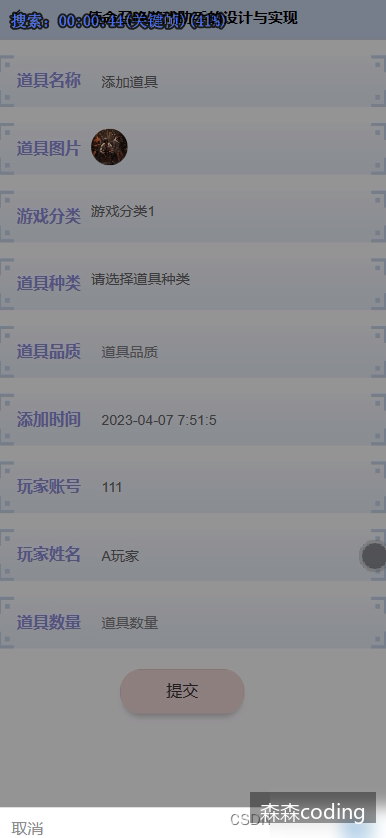 搜索：00:00:44(关键帧)(41%)
设计与实现
道具名称 添加道具
道具图片
游戏分类 游戏分类1
道具种类 请选择道具种类
道具品质 道具品质
添加时间 2023-04-07 7:51:5
玩家账号 111
玩家姓名 A玩家
道具数量 道具数量
提交
取消
森森coding